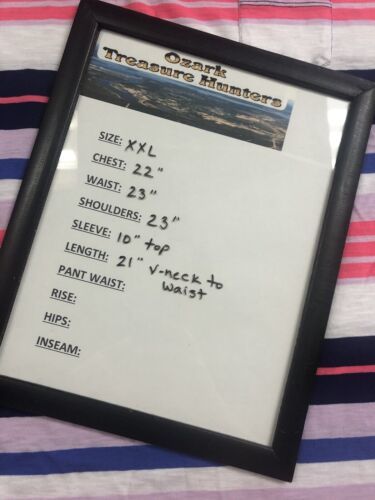 Ozark
Treasure Hunters
SIZE: XXL
CHEST: 22"
WAIST: 23"
SHOULDERS: 23"
SLEEVE: 10" top
LENGTH: 21" V-neck to
waist
PANT WAIST:
RISE:
HIPS:
INSEAM: